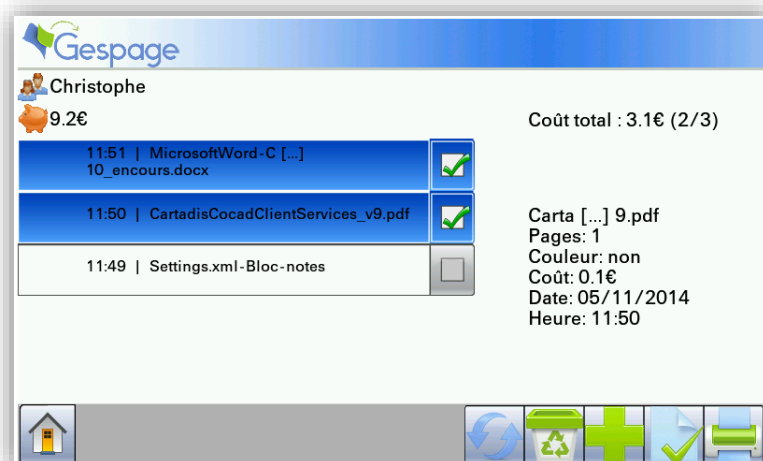 Gespage
Christophe
9.2€
Coût total : 3.1€ (2/3)
11:51 | MicrosoftWord-C [...]
10_encours.docx
11:50 | CartadisCocadClientServices_v9.pdf
11:49 | Settings.xml-Bloc-notes
Carta [...] 9.pdf
Pages: 1
Couleur: non
Coût: 0.1€
Date: 05/11/2014
Heure: 11:50